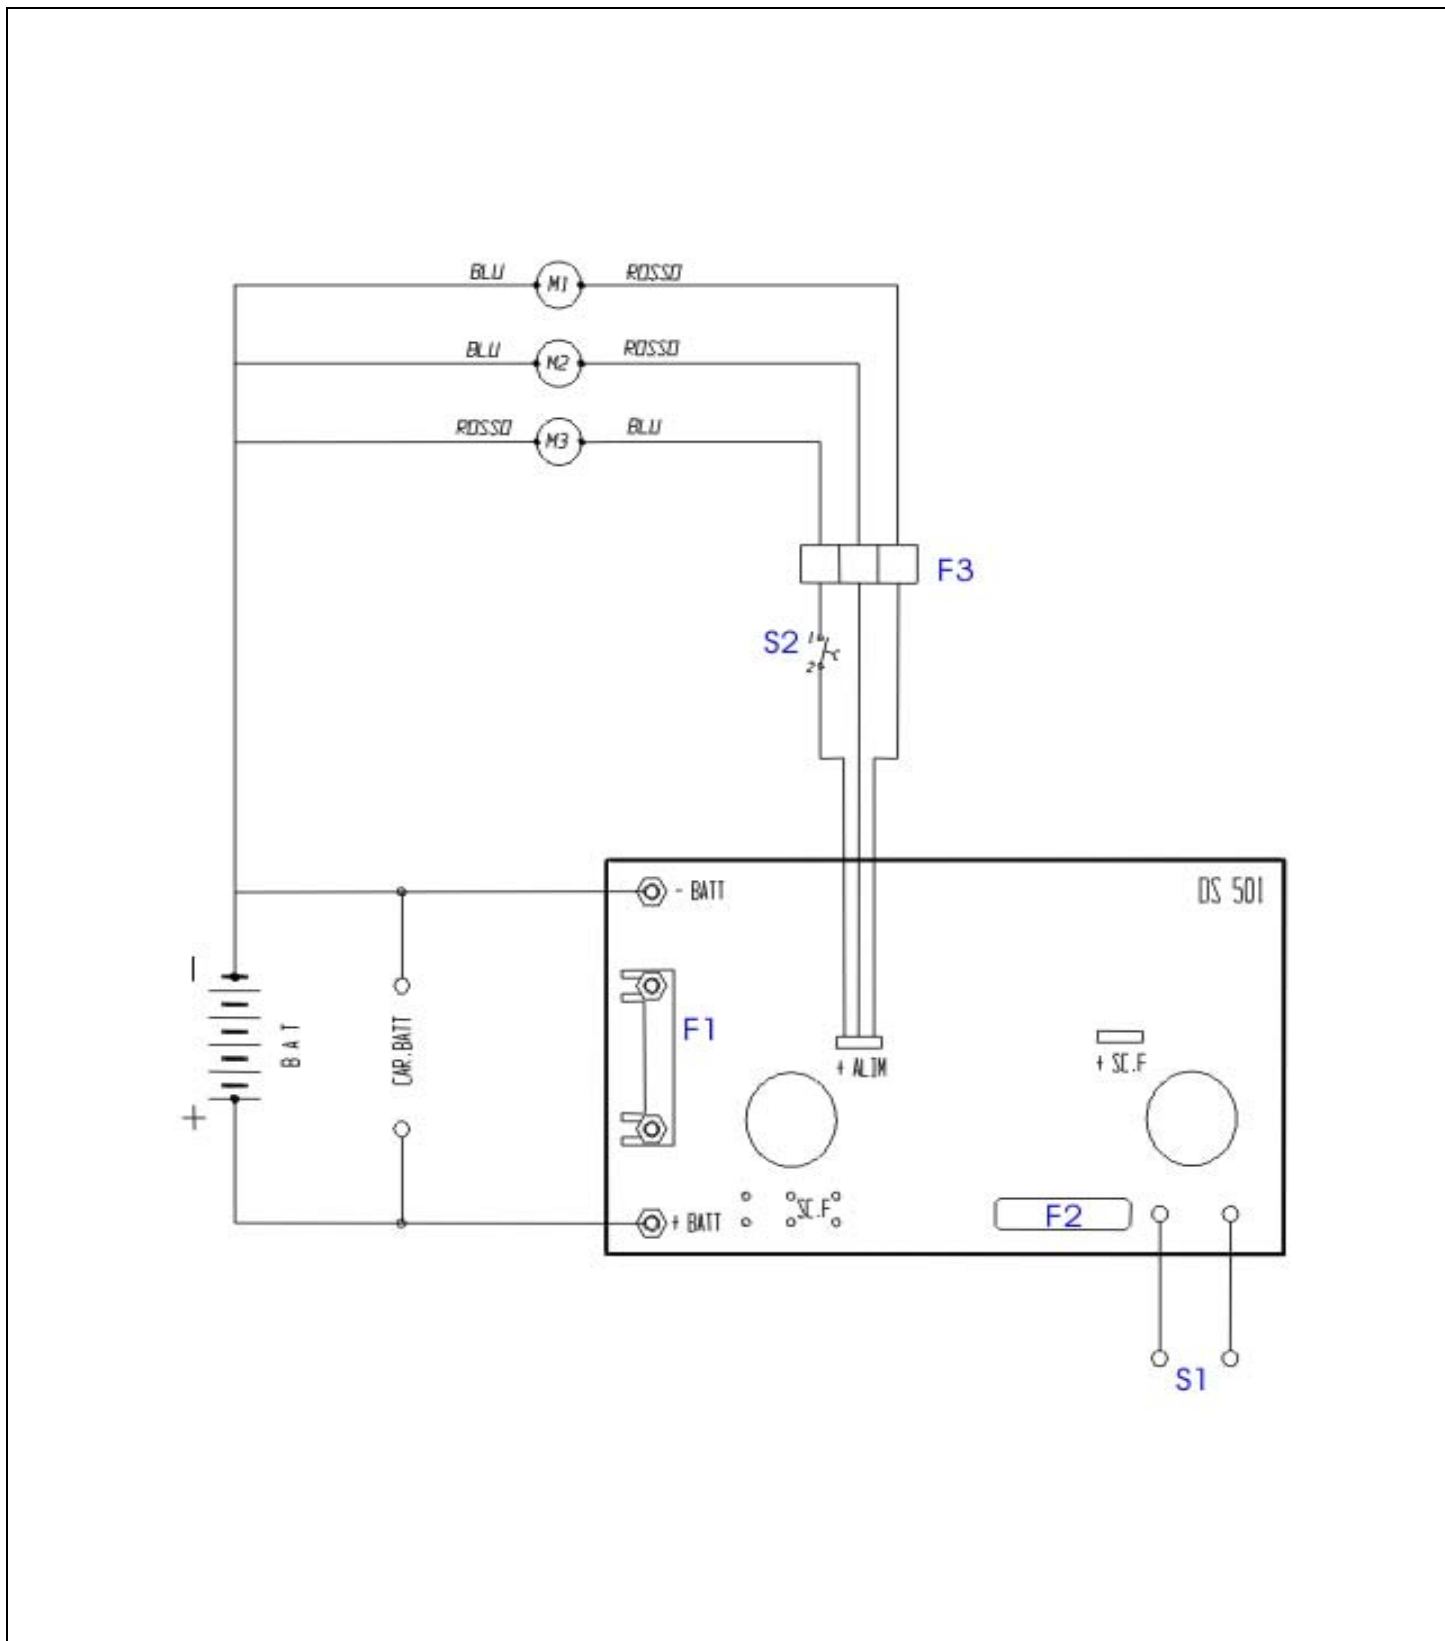 BLU M1 ROSSO
BLU M2 ROSSO
ROSSO M3 BLU
F3
S2 1 C
2
- BATT
DS 501
F1
-
BAT
+
CAR.BATT
+ ALIM
+ SC.F
SC.F
+ BATT
F2
S1